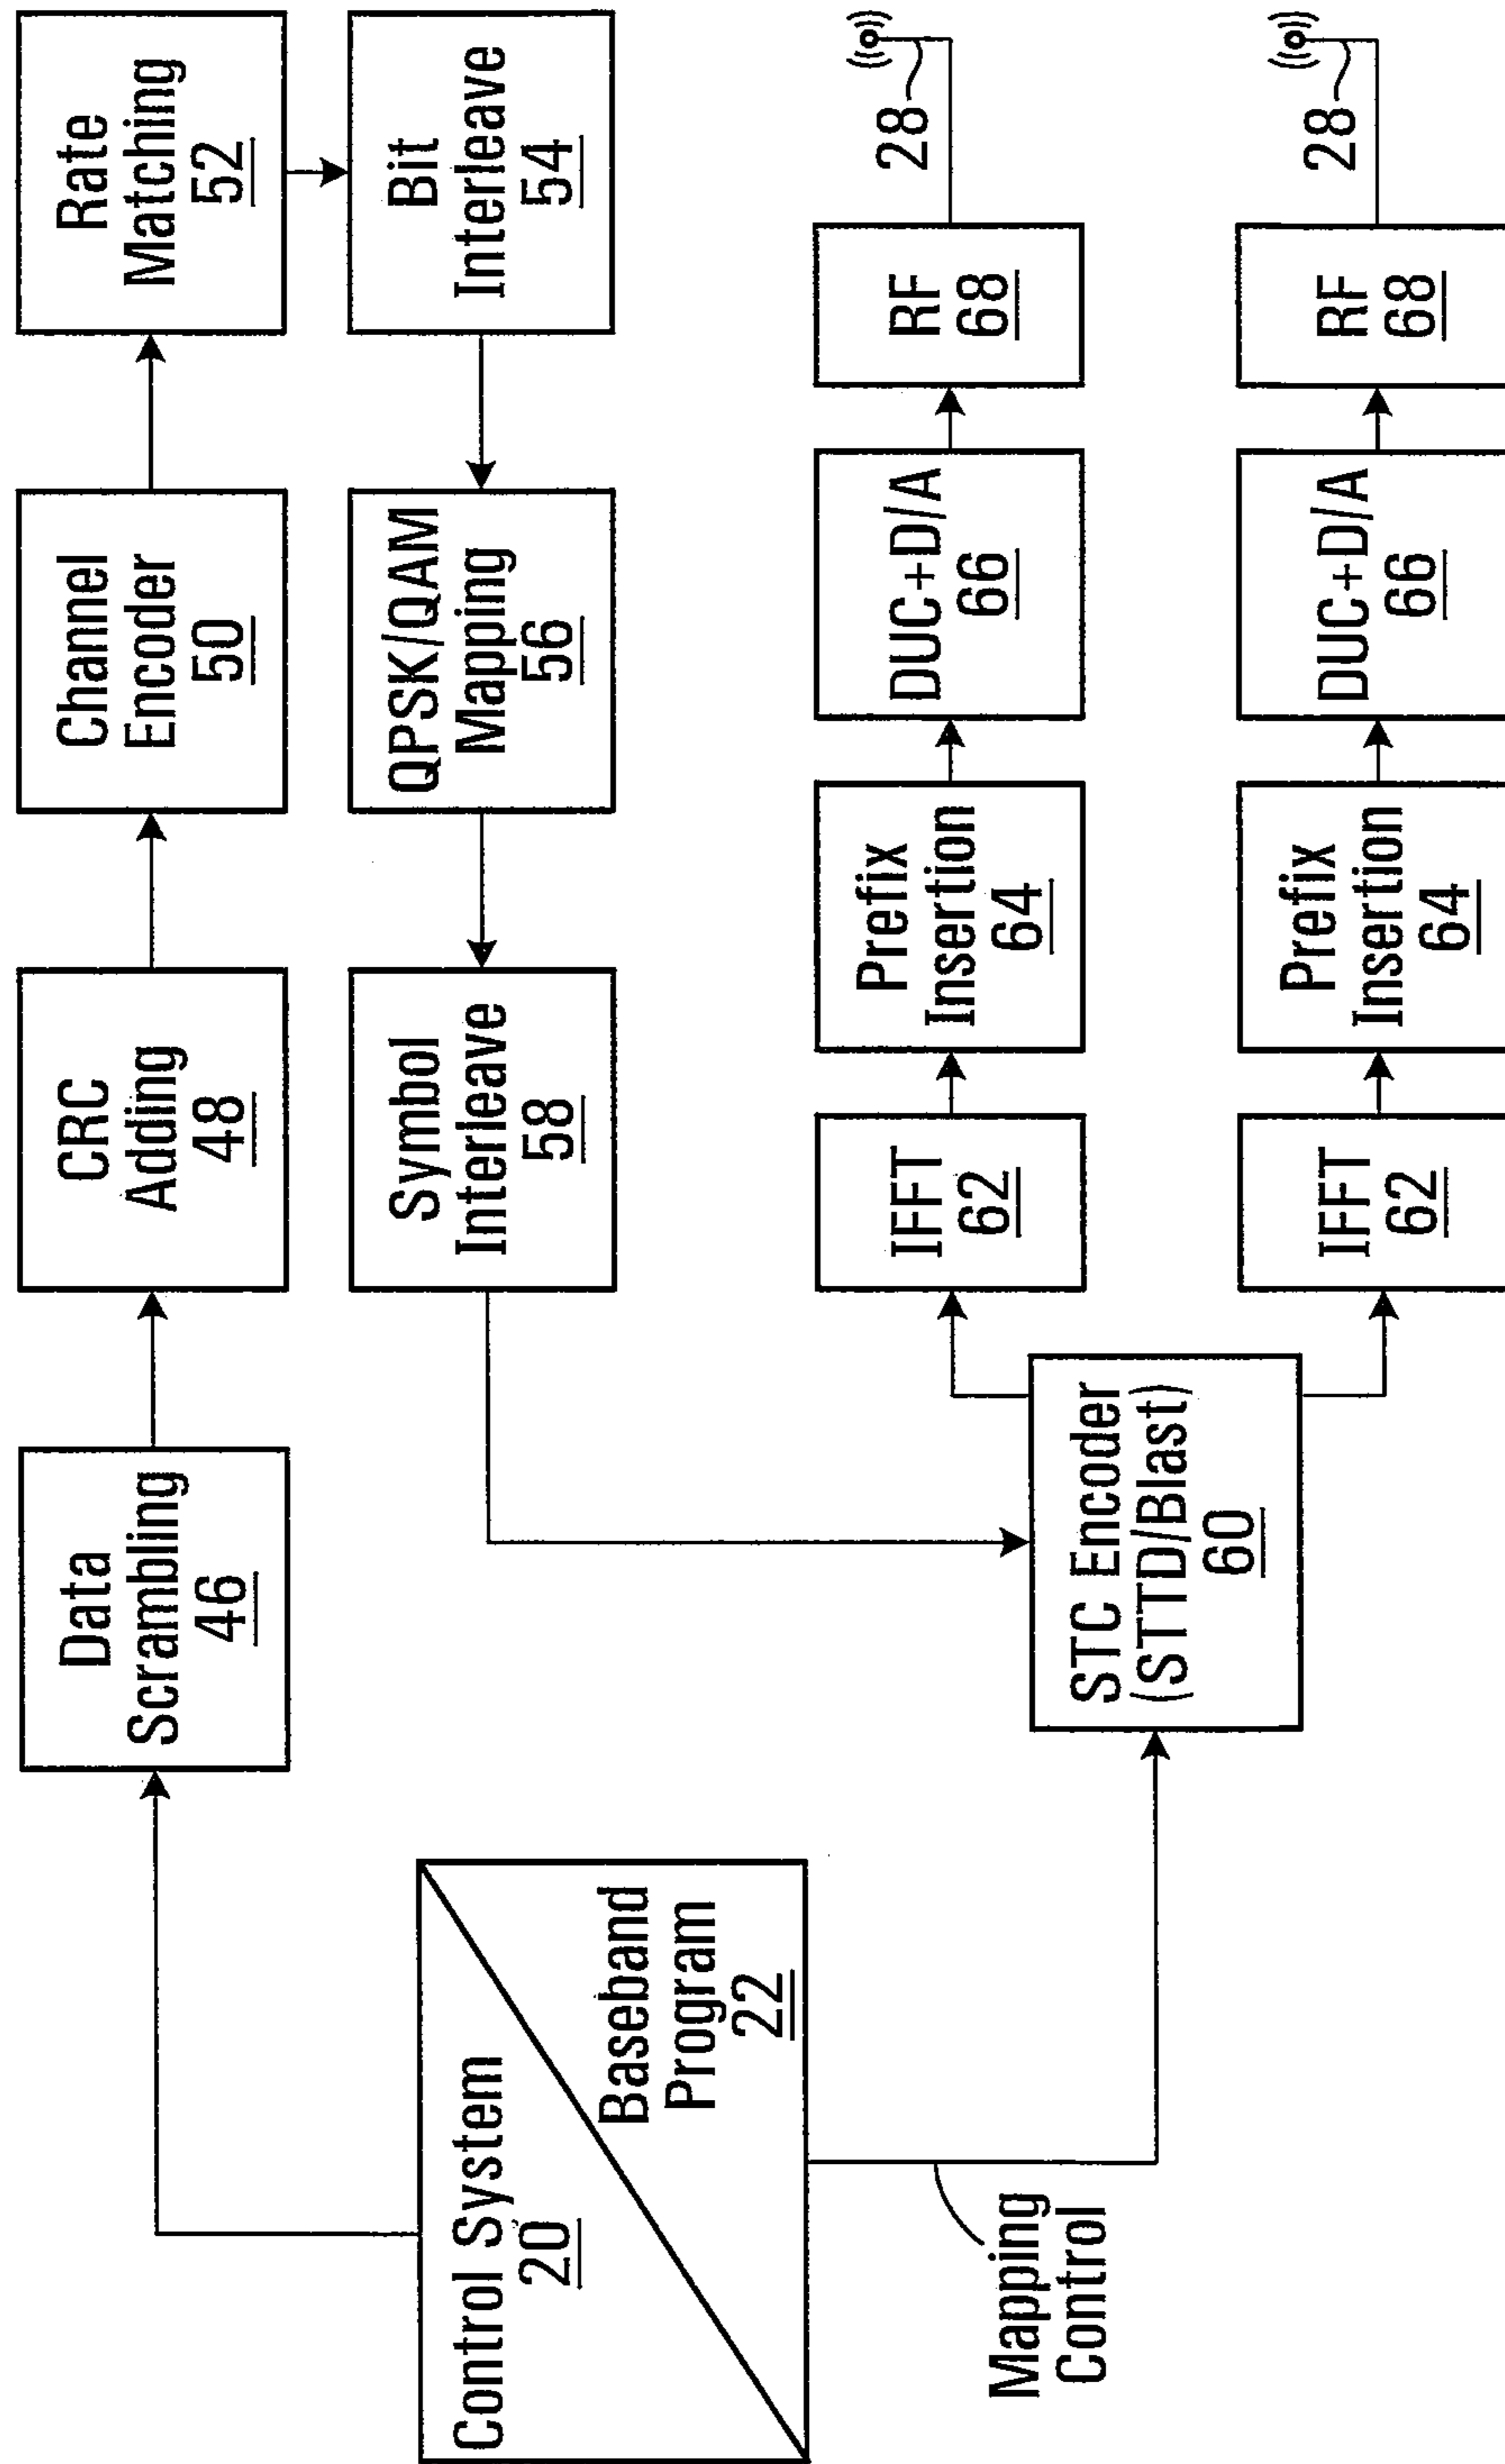 Control System
20
Baseband
Program
22
Mapping
Control
Data
Scrambling
46
CRC
Adding
48
Channel
Encoder
50
Rate
Matching
52
Bit
Interleave
54
QPSK/QAM
Mapping
56
Symbol
Interleave
58
STC Encoder
(STTD/Blast)
60
IFFT
62
Prefix
Insertion
64
DUC+D/A
66
RF
68
28
IFFT
62
Prefix
Insertion
64
DUC+D/A
66
RF
68
28